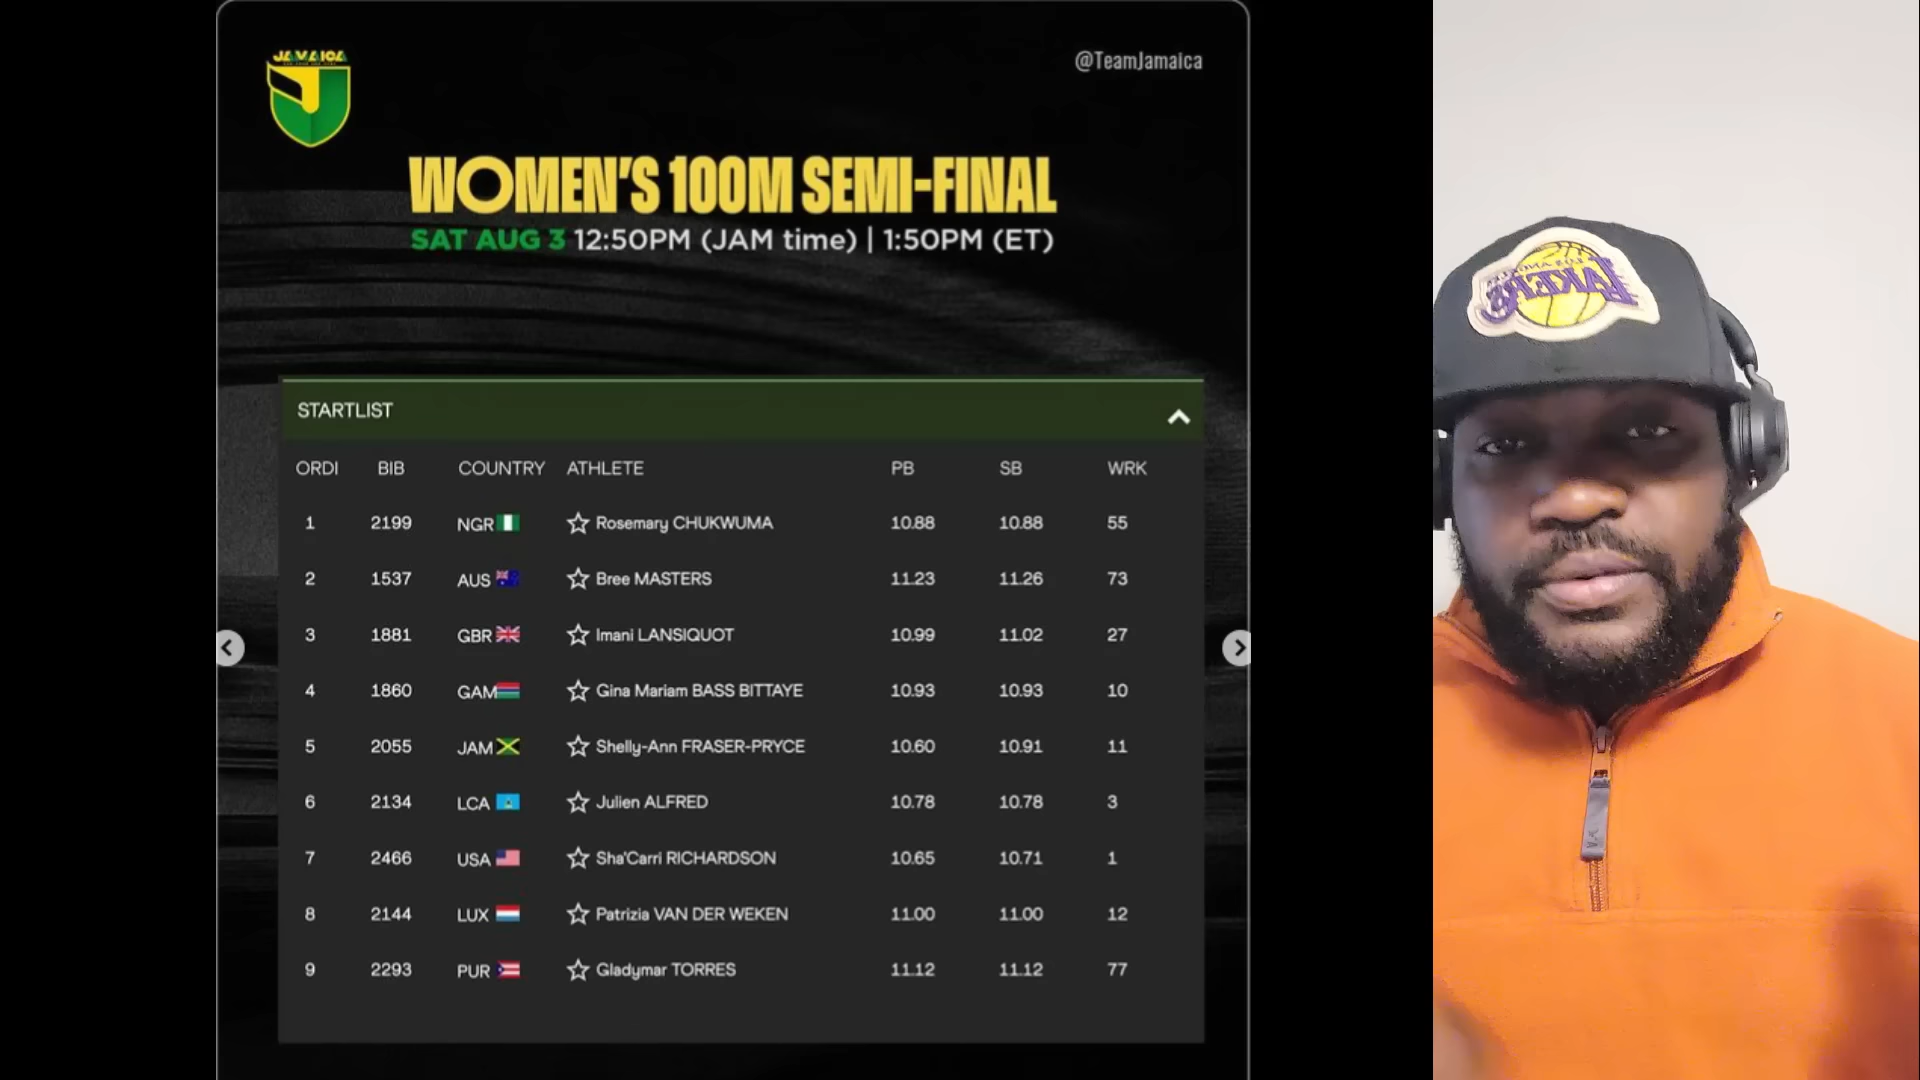 JAMAICA
@TeamJamaica
WOMEN'S 100M SEMI-FINAL
SAT AUG 3 12:50PM (JAM time) | 1:50PM (ET)
STARTLIST
ORDI BIB COUNTRY ATHLETE PB SB WRK
1 2199 NGR Rosemary CHUKWUMA 10.88 10.88 55
2 1537 AUS Bree MASTERS 11.23 11.26 73
3 1881 GBR Imani LANSIQUOT 10.99 11.02 27
4 1860 GAM Gina Mariam BASS BITTAYE 10.93 10.93 10
5 2055 JAM Shelly-Ann FRASER-PRYCE 10.60 10.91 11
6 2134 LCA Julien ALFRED 10.78 10.78 3
7 2466 USA Sha'Carri RICHARDSON 10.65 10.71 1
8 2144 LUX Patrizia VAN DER WEKEN 11.00 11.00 12
9 2293 PUR Gladymar TORRES 11.12 11.12 77
LOS ANGELES
LAKERS